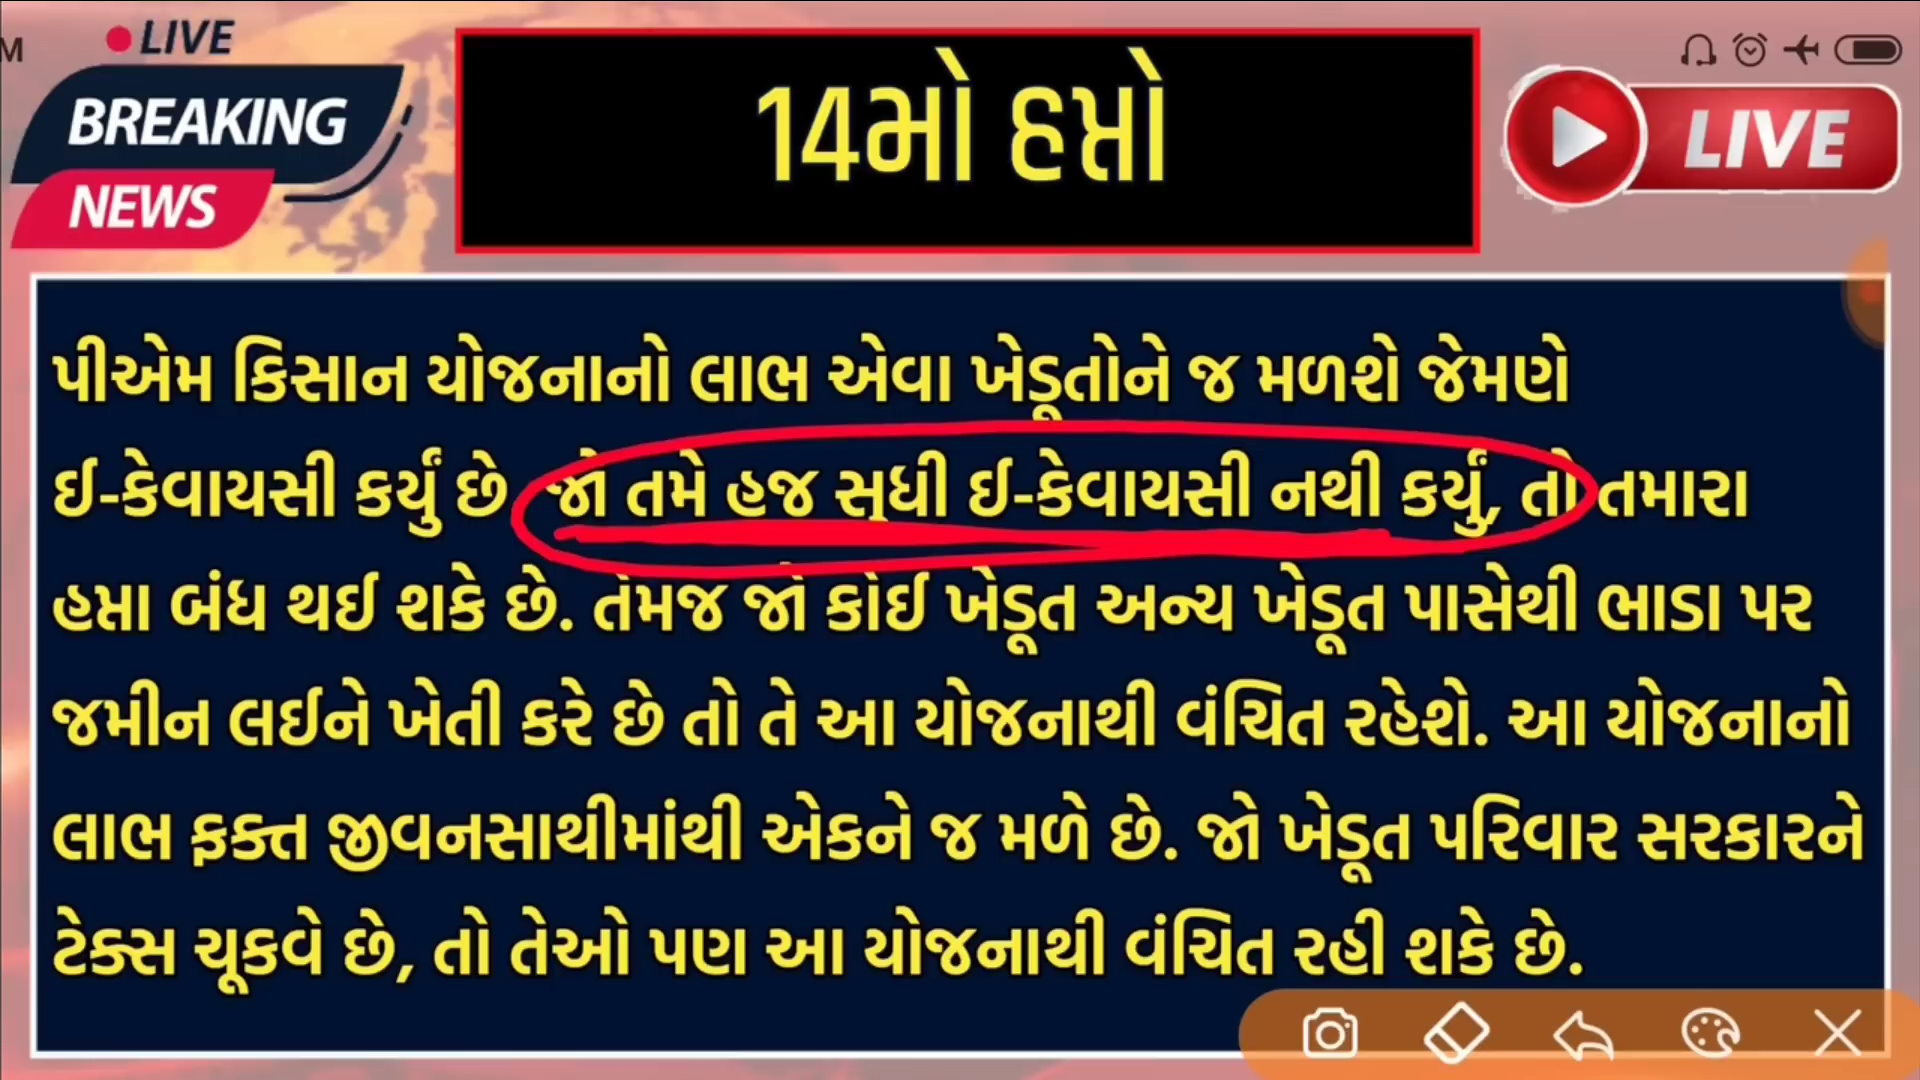 M
LIVE
BREAKING
NEWS
14મો હપ્તો
LIVE
પીએમ કિસાન યોજનાનો લાભ એવા ખેડૂતોને જ મળશે જેમણે
ઈ-કેવાયસી કર્યું છે જો તમે હજ સુધી ઈ-કેવાયસી નથી કર્યું, તો તમારા
હપ્તા બંધ થઈ શકે છે. તેમજ જો કોઈ ખેડૂત અન્ય ખેડૂત પાસેથી ભાડા પર
જમીન લઈને ખેતી કરે છે તો તે આ યોજનાથી વંચિત રહેશે. આ યોજનાનો
લાભ ફક્ત જીવનસાથીમાંથી એકને જ મળે છે. જો ખેડૂત પરિવાર સરકારને
ટેક્સ ચૂકવે છે, તો તેઓ પણ આ યોજનાથી વંચિત રહી શકે છે.